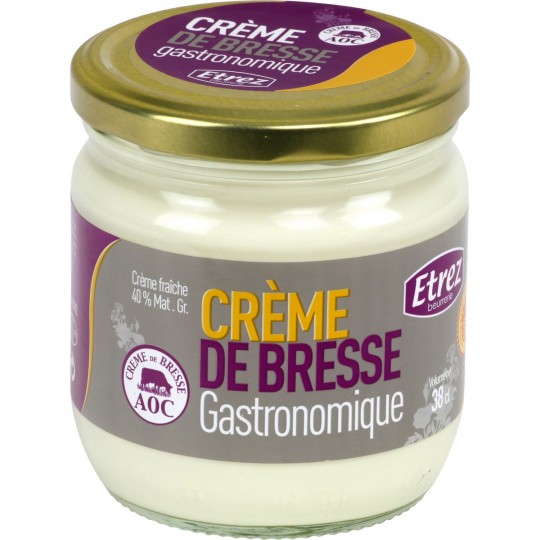 CRÈME
DE BRESSE
gastronomique
CRÈME DE BRESSE
AOC
Etrez
Crème fraîche
40 % Mat . Gr.
CRÈME DE BRESSE
AOC
CRÈME
DE BRESSE
Gastronomique
Etrez
beurrerie
38 cl